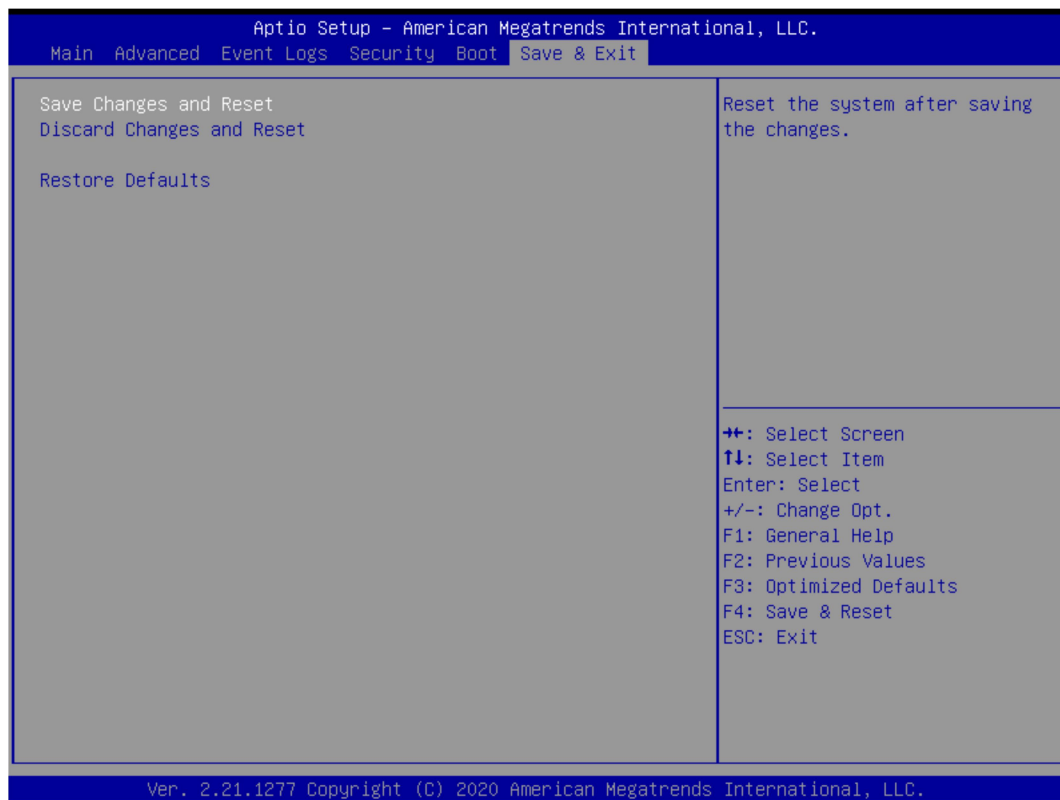 Aptio Setup – American Megatrends International, LLC.
Main Advanced Event Logs Security Boot Save & Exit
Save Changes and Reset
Discard Changes and Reset
Restore Defaults
Reset the system after saving
the changes.
→←: Select Screen
↑↓: Select Item
Enter: Select
+/-: Change Opt.
F1: General Help
F2: Previous Values
F3: Optimized Defaults
F4: Save & Reset
ESC: Exit
Ver. 2.21.1277 Copyright (C) 2020 American Megatrends International, LLC.